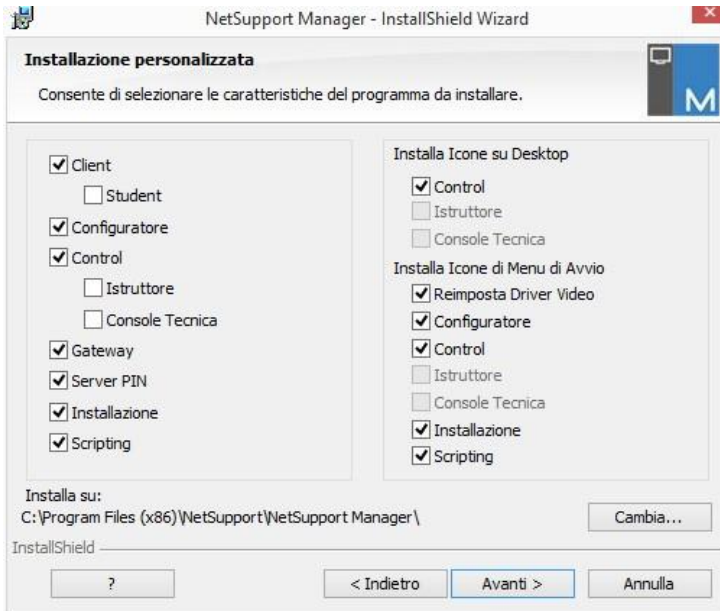 NetSupport Manager - InstallShield Wizard
Installazione personalizzata
Consente di selezionare le caratteristiche del programma da installare.
M
Client
Student
Configuratore
Control
Istruttore
Console Tecnica
Gateway
Server PIN
Installazione
Scripting
Installa Icone su Desktop
Control
Istruttore
Console Tecnica
Installa Icone di Menu di Avvio
Reimposta Driver Video
Configuratore
Control
Istruttore
Console Tecnica
Installazione
Scripting
Installa su:
C:\Program Files (x86)\NetSupport\NetSupport Manager\
Cambia...
InstallShield
?
< Indietro
Avanti >
Annulla